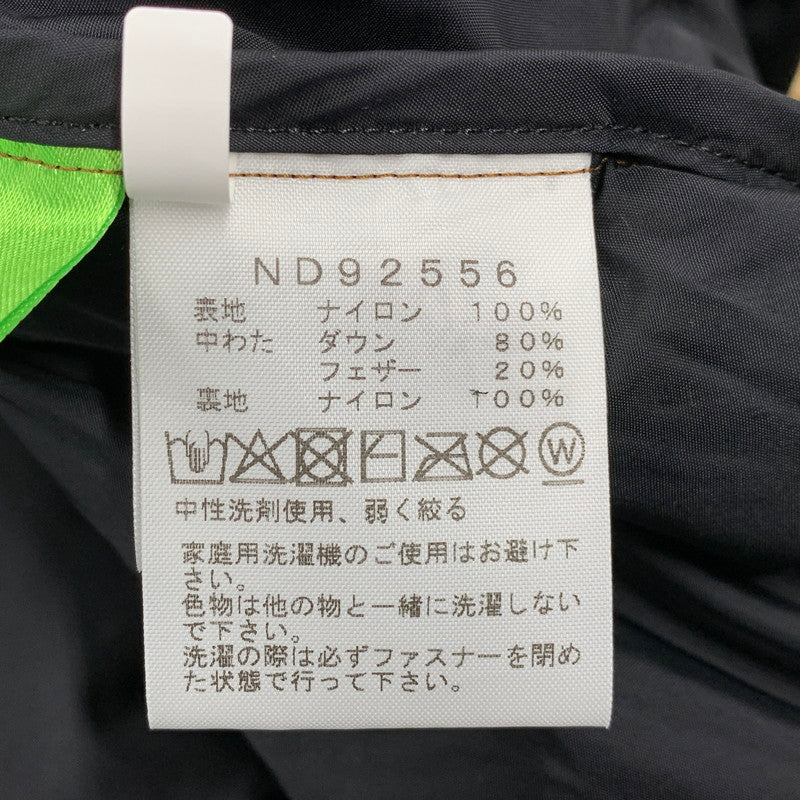 ND92556
表地 ナイロン 100%
中わた ダウン 80%
フェザー 20%
裏地 ナイロン 100%
W
中性洗剤使用、弱く絞る
家庭用洗濯機のご使用はお避け下
さい。
色物は他の物と一緒に洗濯しない
で下さい。
洗濯の際は必ずファスナーを閉め
た状態で行って下さい。